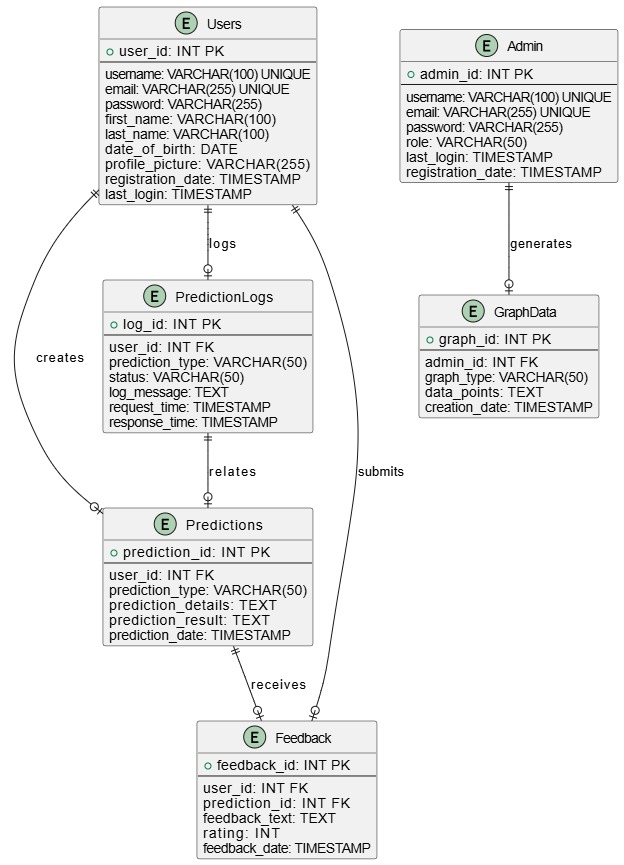 E Users
user_id: INT PK
username: VARCHAR(100) UNIQUE
email: VARCHAR(255) UNIQUE
password: VARCHAR(255)
first_name: VARCHAR(100)
last_name: VARCHAR(100)
date_of_birth: DATE
profile_picture: VARCHAR(255)
registration_date: TIMESTAMP
last_login: TIMESTAMP
E Admin
admin_id: INT PK
username: VARCHAR(100) UNIQUE
email: VARCHAR(255) UNIQUE
password: VARCHAR(255)
role: VARCHAR(50)
last_login: TIMESTAMP
registration_date: TIMESTAMP
logs
generates
E PredictionLogs
log_id: INT PK
user_id: INT FK
prediction_type: VARCHAR(50)
status: VARCHAR(50)
log_message: TEXT
request_time: TIMESTAMP
response_time: TIMESTAMP
E GraphData
graph_id: INT PK
admin_id: INT FK
graph_type: VARCHAR(50)
data_points: TEXT
creation_date: TIMESTAMP
creates
relates
submits
E Predictions
prediction_id: INT PK
user_id: INT FK
prediction_type: VARCHAR(50)
prediction_details: TEXT
prediction_result: TEXT
prediction_date: TIMESTAMP
receives
E Feedback
feedback_id: INT PK
user_id: INT FK
prediction_id: INT FK
feedback_text: TEXT
rating: INT
feedback_date: TIMESTAMP